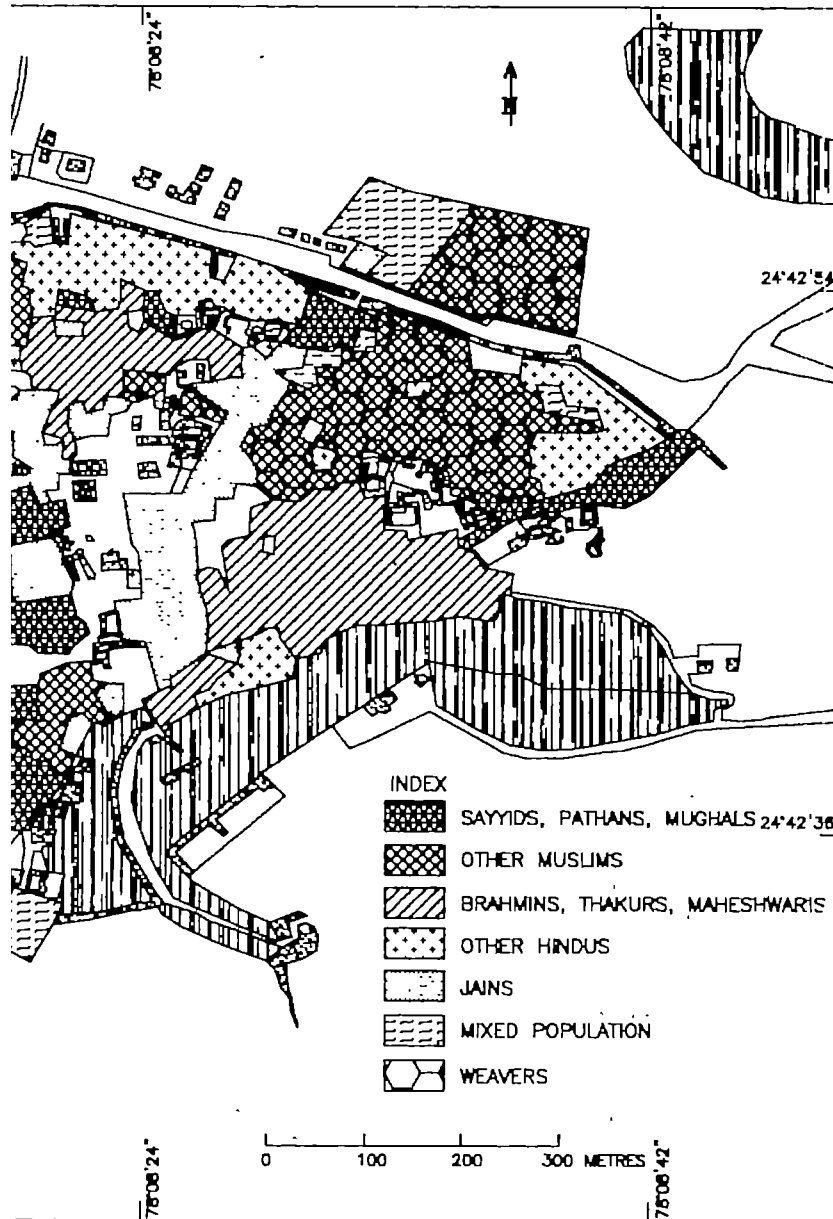 78°08'24"
78°08'42"
N
24°42'54
INDEX
SAYYIDS, PATHANS, MUGHALS
24°42'36
OTHER MUSLIMS
BRAHMINS, THAKURS, MAHESHWARIS
OTHER HINDUS
JAINS
MIXED POPULATION
WEAVERS
0 100 200 300 METRES
78°08'24"
78°08'42"